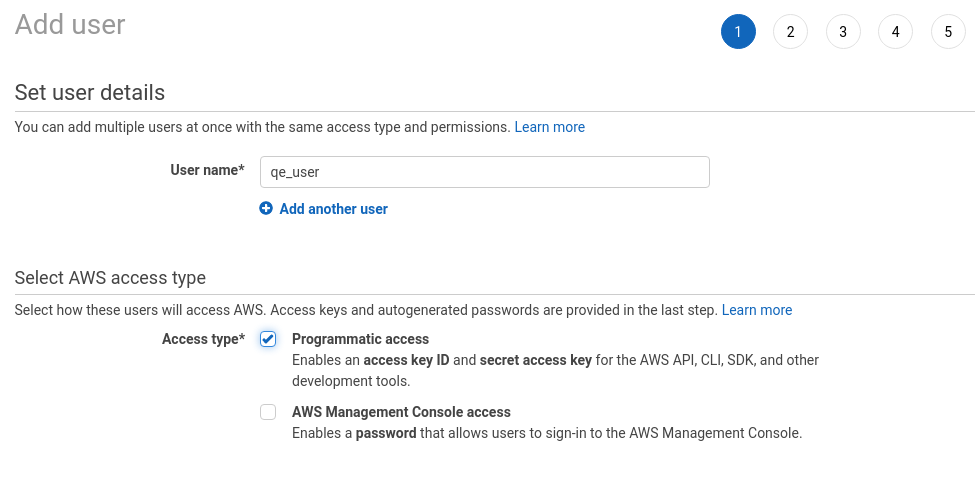 Add user
1 2 3 4 5
Set user details
You can add multiple users at once with the same access type and permissions. Learn more
User name* qe_user
Add another user
Select AWS access type
Select how these users will access AWS. Access keys and autogenerated passwords are provided in the last step. Learn more
Access type* Programmatic access
Enables an access key ID and secret access key for the AWS API, CLI, SDK, and other
development tools.
AWS Management Console access
Enables a password that allows users to sign-in to the AWS Management Console.